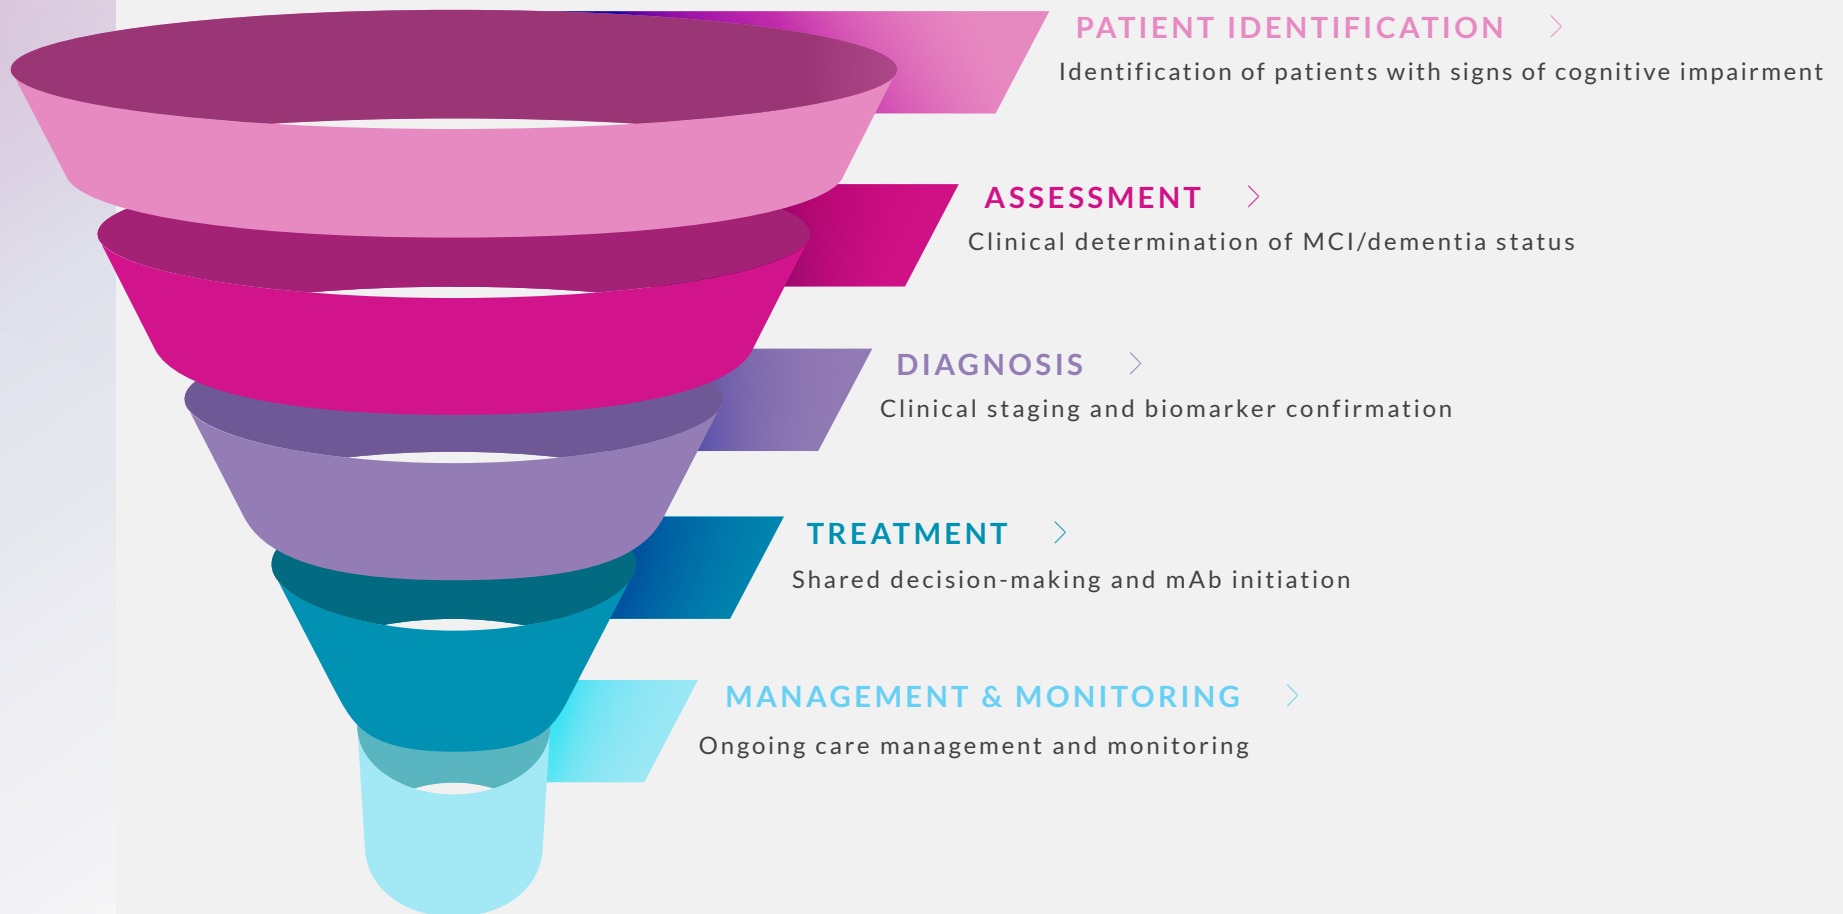 PATIENT IDENTIFICATION
Identification of patients with signs of cognitive impairment
ASSESSMENT
Clinical determination of MCI/dementia status
DIAGNOSIS
Clinical staging and biomarker confirmation
TREATMENT
Shared decision-making and mAb initiation
MANAGEMENT & MONITORING
Ongoing care management and monitoring